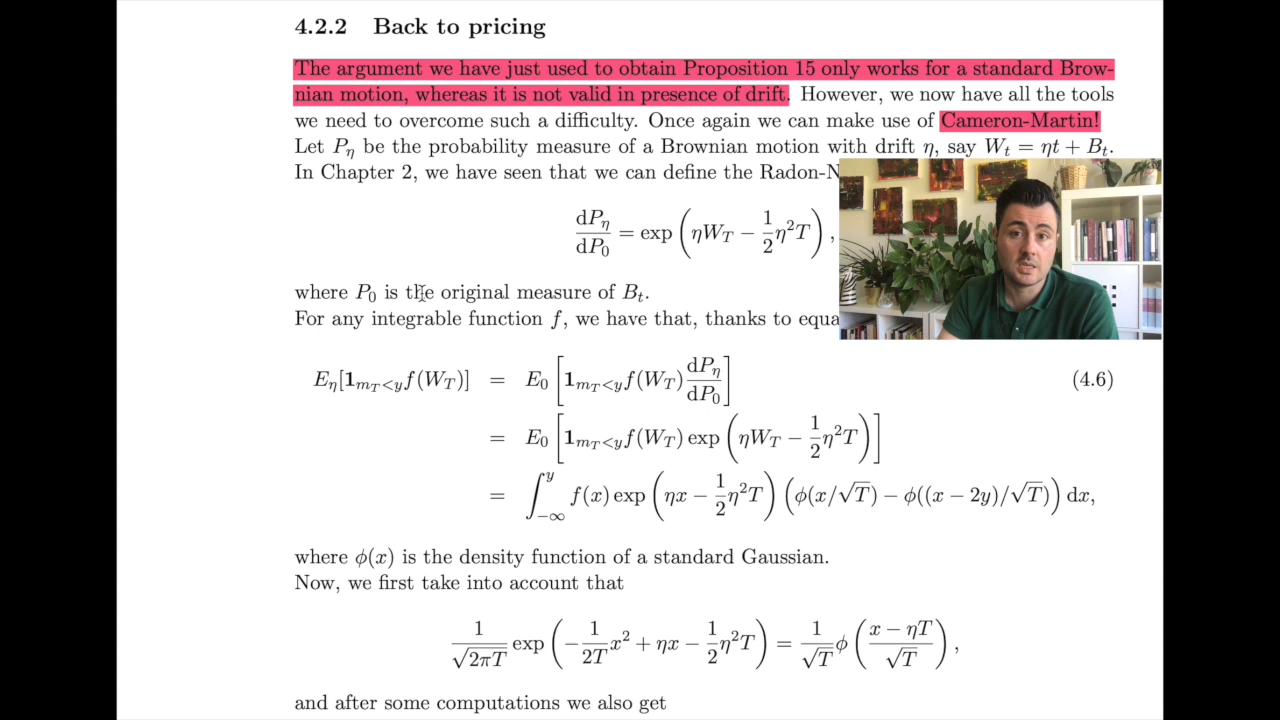 4.2.2 Back to pricing
The argument we have just used to obtain Proposition 15 only works for a standard Brow-
nian motion, whereas it is not valid in presence of drift. However, we now have all the tools
we need to overcome such a difficulty. Once again we can make use of Cameron-Martin!
Let P_η be the probability measure of a Brownian motion with drift η, say W_t = ηt + B_t.
In Chapter 2, we have seen that we can define the
dP_η/dP_0 = exp(ηW_T − 1/2 η²T),
where P_0 is the original measure of B_t.
For any integrable function f, we have that, thanks to
E_η[1_{m_T<y} f(W_T)] = E_0[1_{m_T<y} f(W_T) dP_η/dP_0] (4.6)
= E_0[1_{m_T<y} f(W_T) exp(ηW_T − 1/2 η²T)]
= ∫_{−∞}^{y} f(x) exp(ηx − 1/2 η²T) (ϕ(x/√T) − ϕ((x − 2y)/√T)) dx,
where ϕ(x) is the density function of a standard Gaussian.
Now, we first take into account that
1/√(2πT) exp(−1/(2T) x² + ηx − 1/2 η²T) = 1/√T ϕ((x − ηT)/√T),
and after some computations we also get